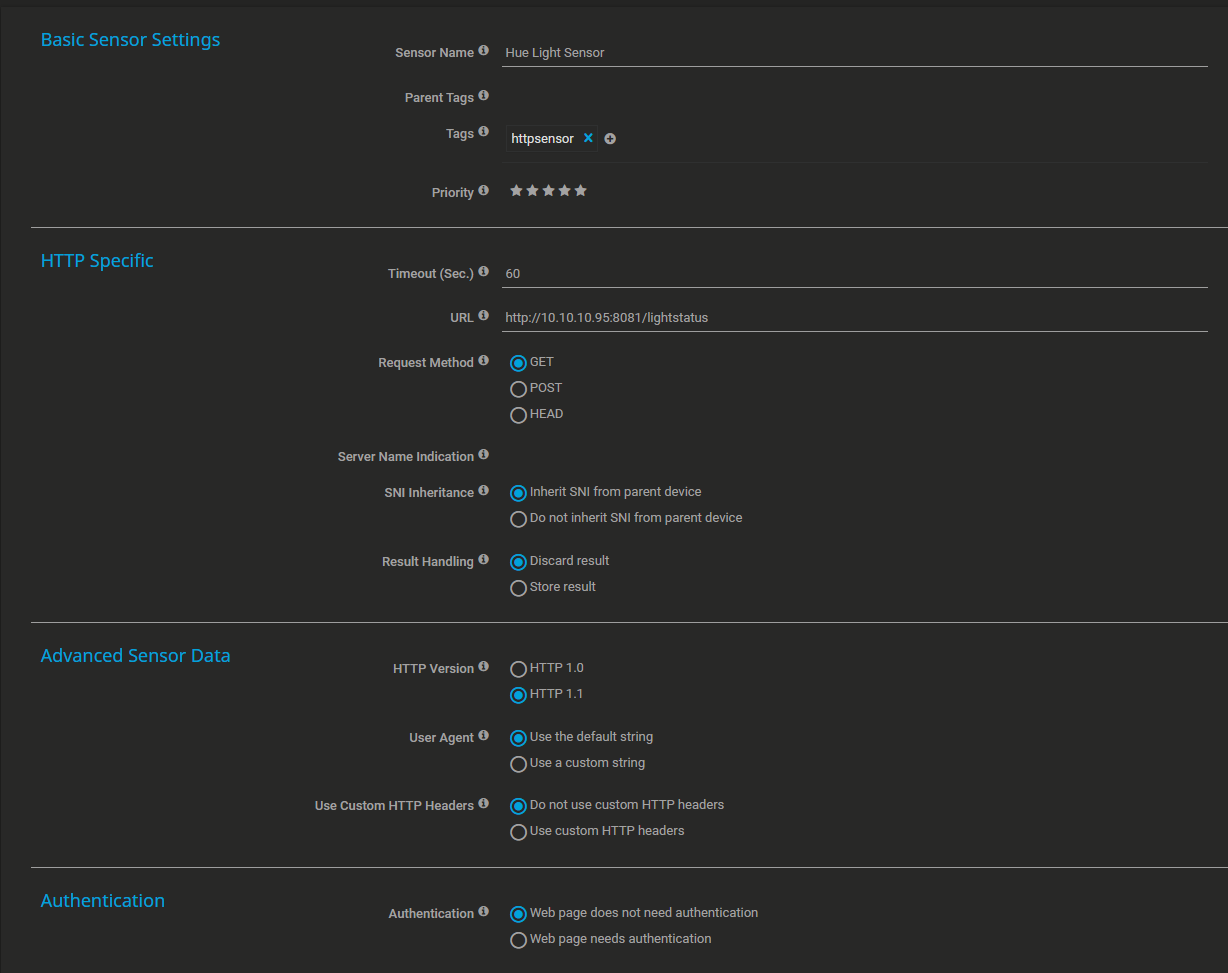 Basic Sensor Settings
Sensor Name Hue Light Sensor
Parent Tags
Tags httpsensor
Priority
HTTP Specific
Timeout (Sec.) 60
URL http://10.10.10.95:8081/lightstatus
Request Method GET
POST
HEAD
Server Name Indication
SNI Inheritance Inherit SNI from parent device
Do not inherit SNI from parent device
Result Handling Discard result
Store result
Advanced Sensor Data
HTTP Version HTTP 1.0
HTTP 1.1
User Agent Use the default string
Use a custom string
Use Custom HTTP Headers Do not use custom HTTP headers
Use custom HTTP headers
Authentication
Authentication Web page does not need authentication
Web page needs authentication